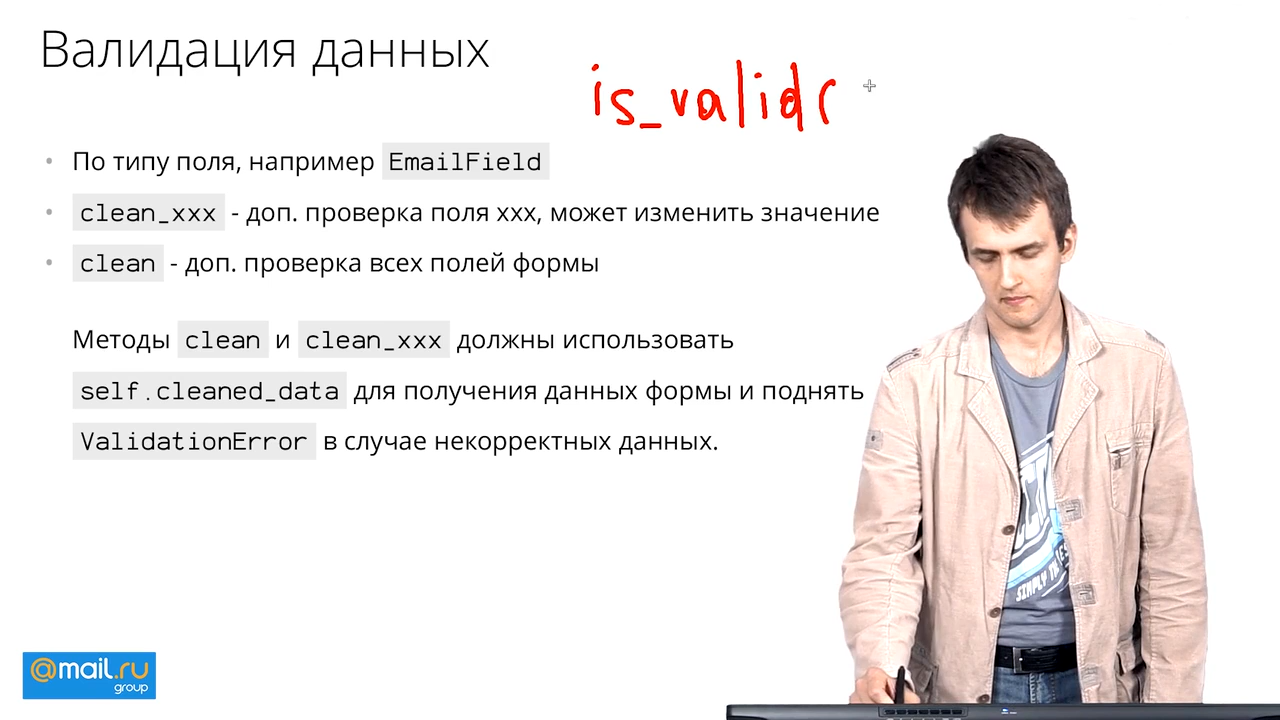 Валидация данных
is_valid(
По типу поля, например EmailField
clean_xxx - доп. проверка поля xxx, может изменить значение
clean - доп. проверка всех полей формы
Методы clean и clean_xxx должны использовать
self.cleaned_data для получения данных формы и поднять
ValidationError в случае некорректных данных.
@mail.ru
group